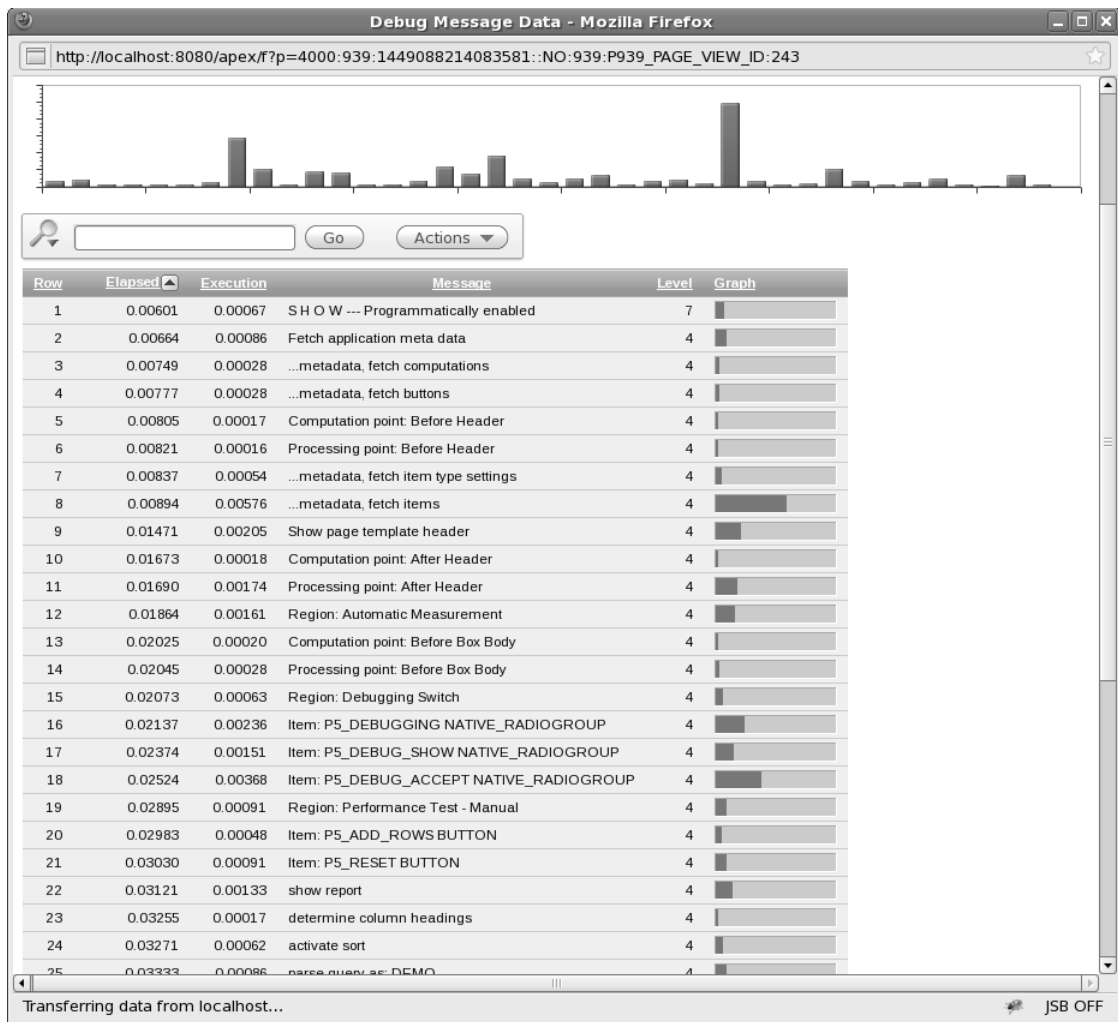 Debug Message Data - Mozilla Firefox
http://localhost:8080/apex/f?p=4000:939:1449088214083581::NO:939:P939_PAGE_VIEW_ID:243
Go Actions
Row Elapsed Execution Message Level Graph
1 0.00601 0.00067 S H O W --- Programmatically enabled 7
2 0.00664 0.00086 Fetch application meta data 4
3 0.00749 0.00028 ...metadata, fetch computations 4
4 0.00777 0.00028 ...metadata, fetch buttons 4
5 0.00805 0.00017 Computation point: Before Header 4
6 0.00821 0.00016 Processing point: Before Header 4
7 0.00837 0.00054 ...metadata, fetch item type settings 4
8 0.00894 0.00576 ...metadata, fetch items 4
9 0.01471 0.00205 Show page template header 4
10 0.01673 0.00018 Computation point: After Header 4
11 0.01690 0.00174 Processing point: After Header 4
12 0.01864 0.00161 Region: Automatic Measurement 4
13 0.02025 0.00020 Computation point: Before Box Body 4
14 0.02045 0.00028 Processing point: Before Box Body 4
15 0.02073 0.00063 Region: Debugging Switch 4
16 0.02137 0.00236 Item: P5_DEBUGGING NATIVE_RADIOGROUP 4
17 0.02374 0.00151 Item: P5_DEBUG_SHOW NATIVE_RADIOGROUP 4
18 0.02524 0.00368 Item: P5_DEBUG_ACCEPT NATIVE_RADIOGROUP 4
19 0.02895 0.00091 Region: Performance Test - Manual 4
20 0.02983 0.00048 Item: P5_ADD_ROWS BUTTON 4
21 0.03030 0.00091 Item: P5_RESET BUTTON 4
22 0.03121 0.00133 show report 4
23 0.03255 0.00017 determine column headings 4
24 0.03271 0.00062 activate sort 4
25 0.03333 0.00086 parse query as: DEMO 4
Transferring data from localhost... JSB OFF